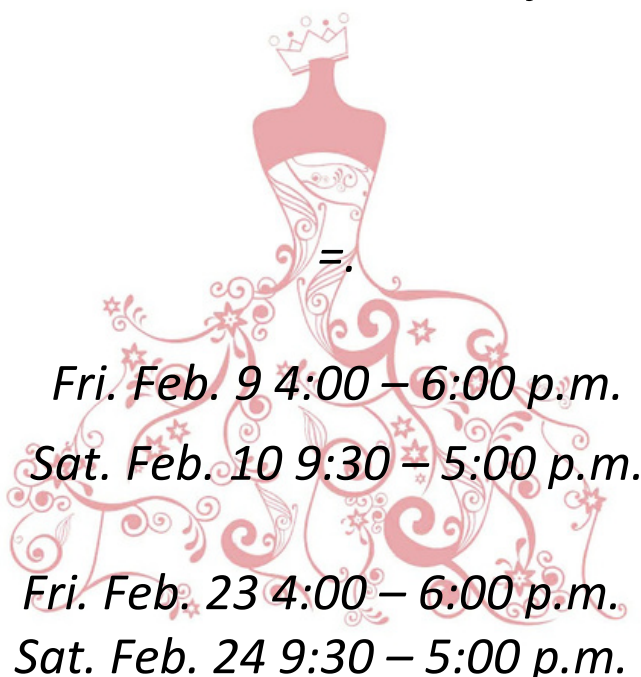 =.
Fri. Feb. 9 4:00 – 6:00 p.m.
Sat. Feb. 10 9:30 – 5:00 p.m.
Fri. Feb. 23 4:00 – 6:00 p.m.
Sat. Feb. 24 9:30 – 5:00 p.m.